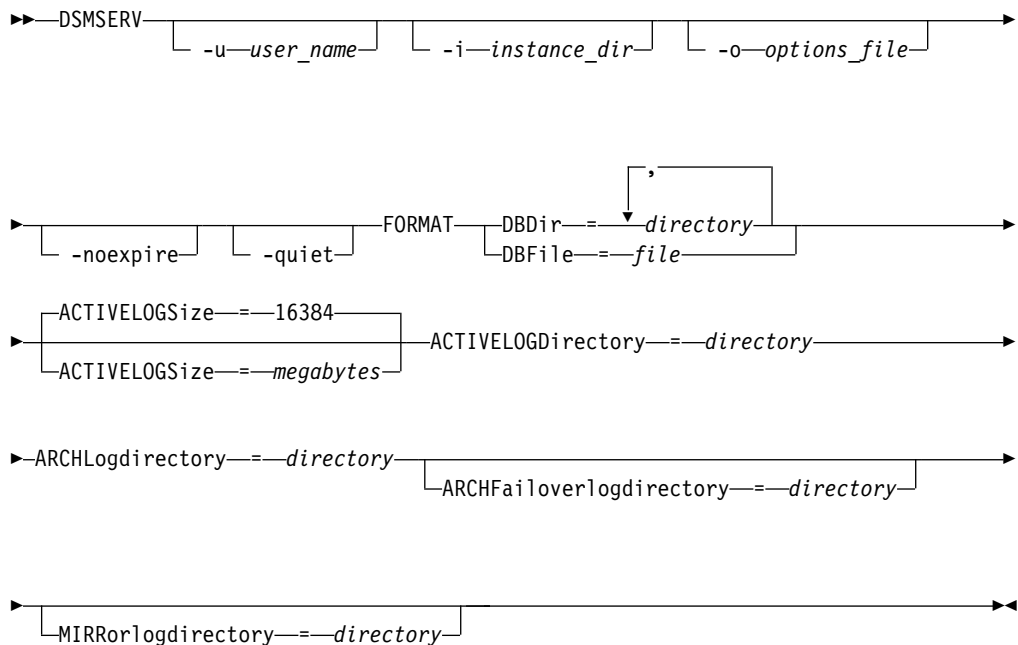 DSMSERV
-u user_name -i instance_dir -o options_file
,
-noexpire -quiet FORMAT DBDir = directory
DBFile = file
ACTIVELOGSize = 16384
ACTIVELOGDirectory = directory
ACTIVELOGSize = megabytes
ARCHLogdirectory = directory
ARCHFailoverlogdirectory = directory
MIRRorlogdirectory = directory